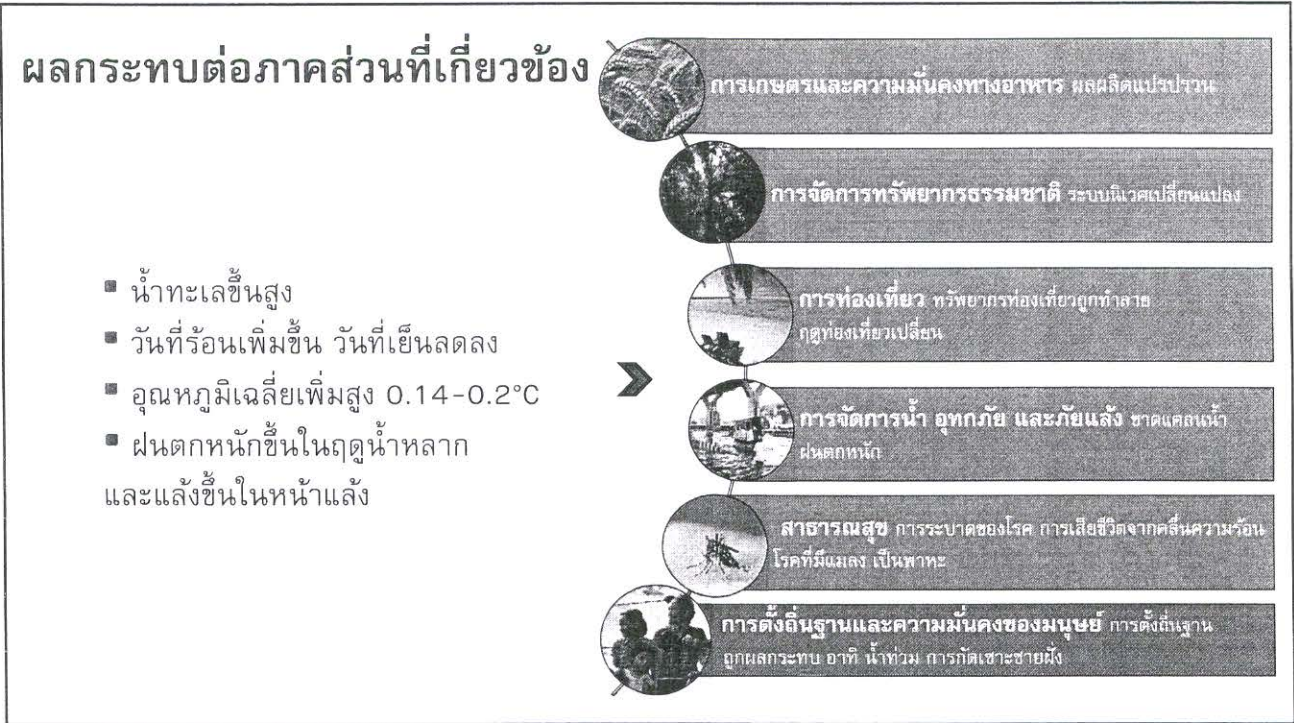 ผลกระทบต่อภาคส่วนที่เกี่ยวข้อง
▪ น้ำทะเลขึ้นสูง
▪ วันที่ร้อนเพิ่มขึ้น วันที่เย็นลดลง
▪ อุณหภูมิเฉลี่ยเพิ่มสูง 0.14-0.2°C
▪ ฝนตกหนักขึ้นในฤดูน้ำหลาก
และแล้งขึ้นในหน้าแล้ง
การเกษตรและความมั่นคงทางอาหาร ผลผลิตแปรปรวน
การจัดการทรัพยากรธรรมชาติ ระบบนิเวศเปลี่ยนแปลง
การท่องเที่ยว ทรัพยากรท่องเที่ยวถูกทำลาย
ฤดูท่องเที่ยวเปลี่ยน
การจัดการน้ำ อุทกภัย และภัยแล้ง ขาดแคลนน้ำ
ฝนตกหนัก
สาธารณสุข การระบาดของโรค การเสียชีวิตจากคลื่นความร้อน
โรคที่มีแมลง เป็นพาหะ
การตั้งถิ่นฐานและความมั่นคงของมนุษย์ การตั้งถิ่นฐาน
ถูกผลกระทบ อาทิ น้ำท่วม การกัดเซาะชายฝั่ง